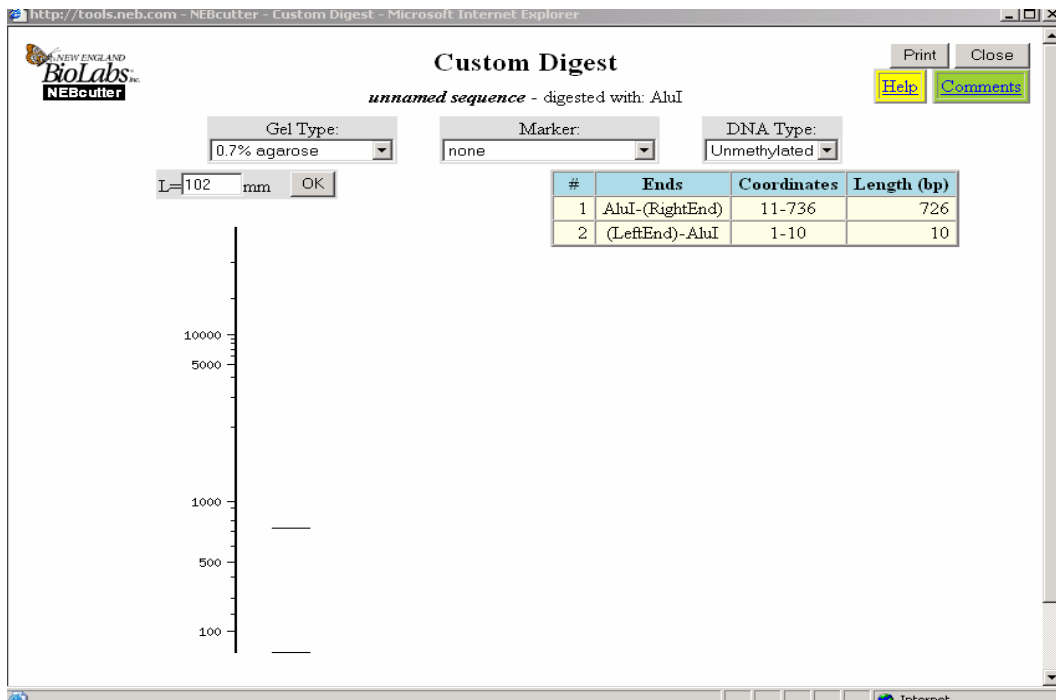 http://tools.neb.com - NEBcutter - Custom Digest - Microsoft Internet Explorer
NEW ENGLAND
BioLabs Inc.
NEBcutter
Custom Digest
unnamed sequence - digested with: AluI
Print Close
Help Comments
Gel Type: Marker: DNA Type:
0.7% agarose none Unmethylated
L= 102 mm OK
# Ends Coordinates Length (bp)
1 AluI-(RightEnd) 11-736 726
2 (LeftEnd)-AluI 1-10 10
10000
5000
1000
500
100
Internet